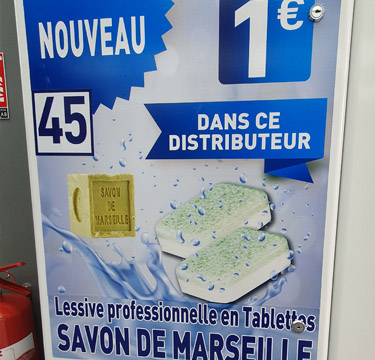 NOUVEAU
1€
45
DANS CE
DISTRIBUTEUR
SAVON
DE
MARSEILLE
Lessive professionnelle en Tablettes
SAVON DE MARSEILLE